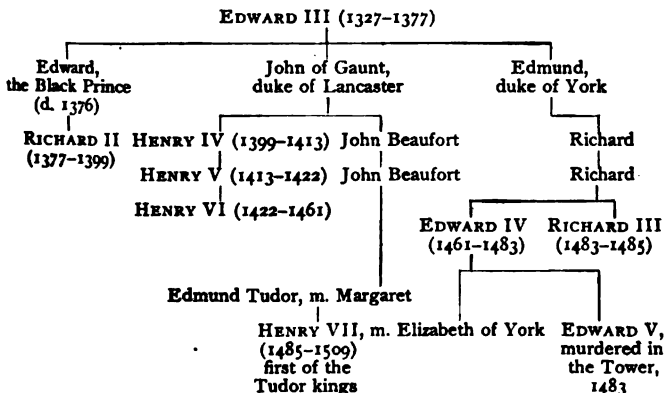 EDWARD III (1327–1377)
Edward, John of Gaunt, Edmund,
the Black Prince duke of Lancaster duke of York
(d. 1376)
RICHARD II HENRY IV (1399–1413) John Beaufort Richard
(1377–1399)
HENRY V (1413–1422) John Beaufort Richard
HENRY VI (1422–1461)
EDWARD IV RICHARD III
(1461–1483) (1483–1485)
Edmund Tudor, m. Margaret
HENRY VII, m. Elizabeth of York EDWARD V,
(1485–1509) murdered in
first of the the Tower,
Tudor kings 1483